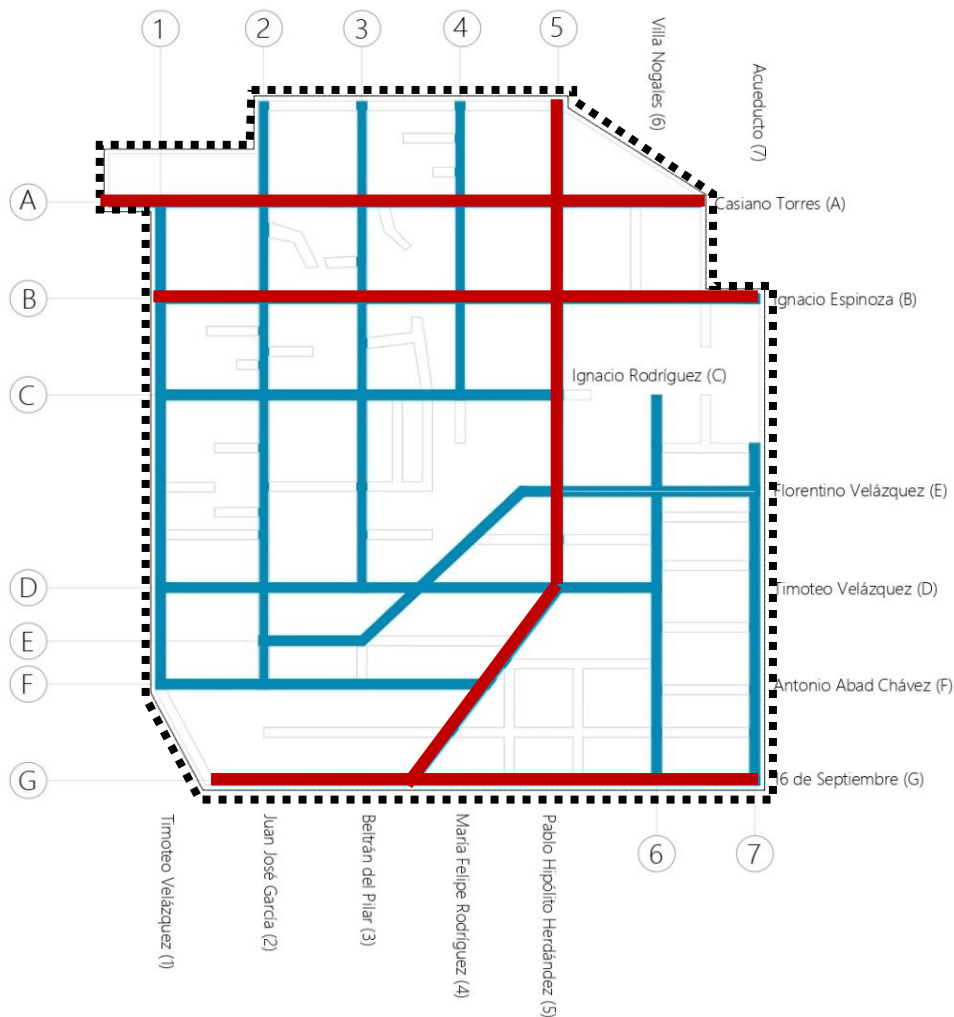 1
2
3
4
5
Villa Nogales (6)
Acueducto (7)
A
Casiano Torres (A)
B
Ignacio Espinoza (B)
Ignacio Rodríguez (C)
C
Florentino Velázquez (E)
D
Timoteo Velázquez (D)
E
F
Antonio Abad Chávez (F)
G
16 de Septiembre (G)
Timoteo Velázquez (1)
Juan José García (2)
Beltrán del Pilar (3)
María Felipe Rodríguez (4)
Pablo Hipólito Herdández (5)
6
7